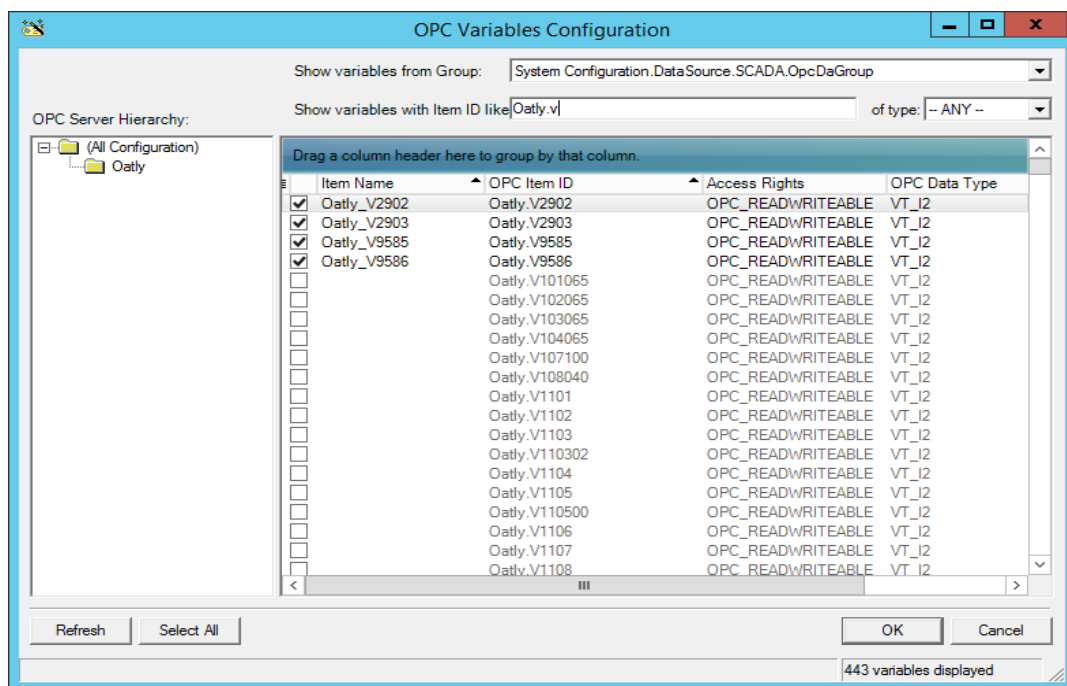 OPC Variables Configuration
Show variables from Group: System Configuration.DataSource.SCADA.OpcDaGroup
Show variables with Item ID like Oatly.v of type: -- ANY --
OPC Server Hierarchy:
(All Configuration)
Oatly
Drag a column header here to group by that column.
Item Name OPC Item ID Access Rights OPC Data Type
Oatly_V2902 Oatly.V2902 OPC_READWRITEABLE VT_I2
Oatly_V2903 Oatly.V2903 OPC_READWRITEABLE VT_I2
Oatly_V9585 Oatly.V9585 OPC_READWRITEABLE VT_I2
Oatly_V9586 Oatly.V9586 OPC_READWRITEABLE VT_I2
Oatly.V101065 OPC_READWRITEABLE VT_I2
Oatly.V102065 OPC_READWRITEABLE VT_I2
Oatly.V103065 OPC_READWRITEABLE VT_I2
Oatly.V104065 OPC_READWRITEABLE VT_I2
Oatly.V107100 OPC_READWRITEABLE VT_I2
Oatly.V108040 OPC_READWRITEABLE VT_I2
Oatly.V1101 OPC_READWRITEABLE VT_I2
Oatly.V1102 OPC_READWRITEABLE VT_I2
Oatly.V1103 OPC_READWRITEABLE VT_I2
Oatly.V110302 OPC_READWRITEABLE VT_I2
Oatly.V1104 OPC_READWRITEABLE VT_I2
Oatly.V1105 OPC_READWRITEABLE VT_I2
Oatly.V110500 OPC_READWRITEABLE VT_I2
Oatly.V1106 OPC_READWRITEABLE VT_I2
Oatly.V1107 OPC_READWRITEABLE VT_I2
Oatly.V1108 OPC_READWRITEABLE VT_I2
Refresh Select All OK Cancel
443 variables displayed